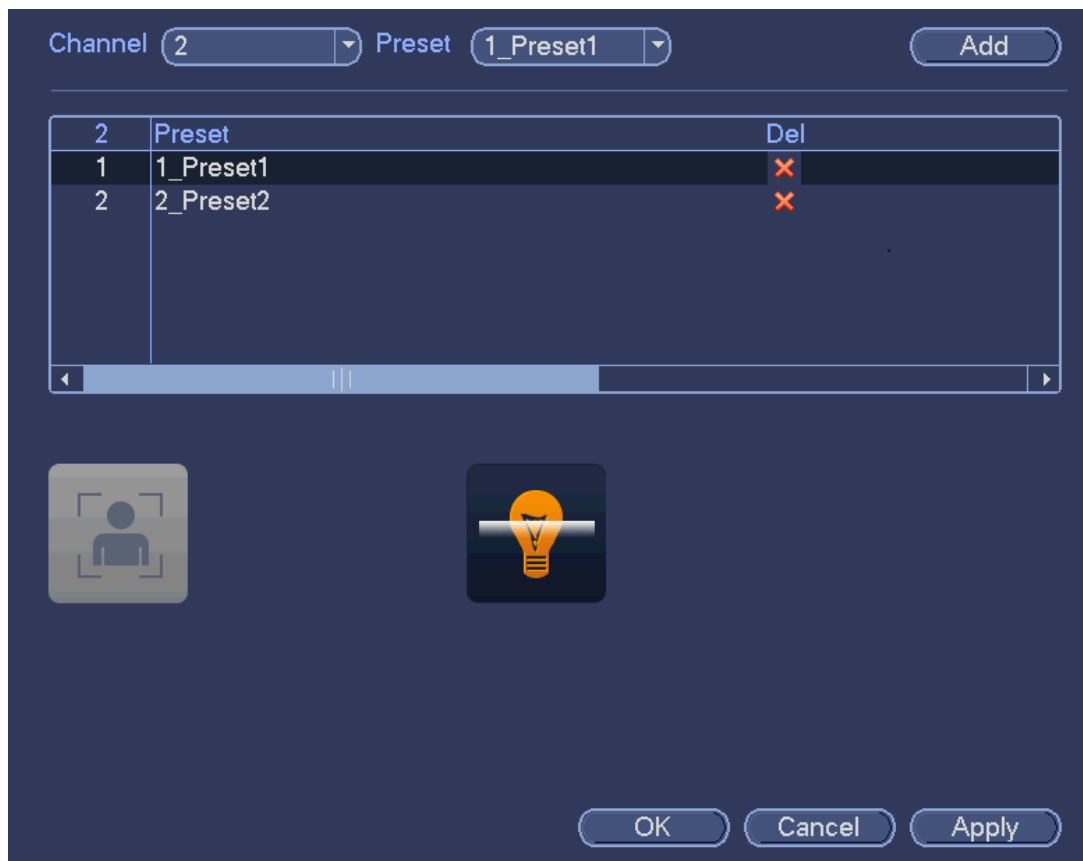 Channel 2 Preset 1_Preset1 Add
2 Preset Del
1 1_Preset1
2 2_Preset2
OK Cancel Apply